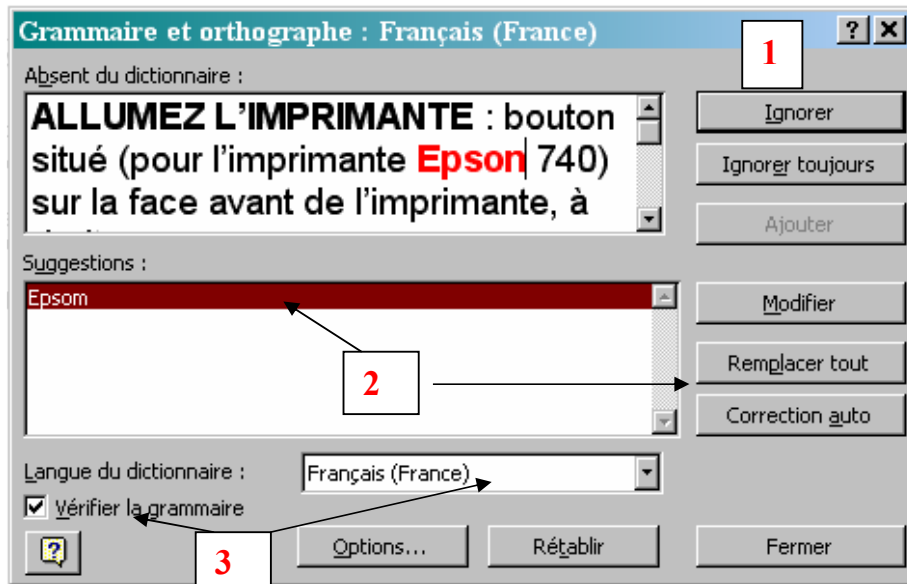 Grammaire et orthographe : Français (France)
1
Absent du dictionnaire :
ALLUMEZ L'IMPRIMANTE : bouton
situé (pour l'imprimante Epson 740)
sur la face avant de l'imprimante, à
Ignorer
Ignorer toujours
Ajouter
Suggestions :
Epsom
2
Modifier
Remplacer tout
Correction auto
Langue du dictionnaire :
Français (France)
Vérifier la grammaire
3
Options...
Rétablir
Fermer